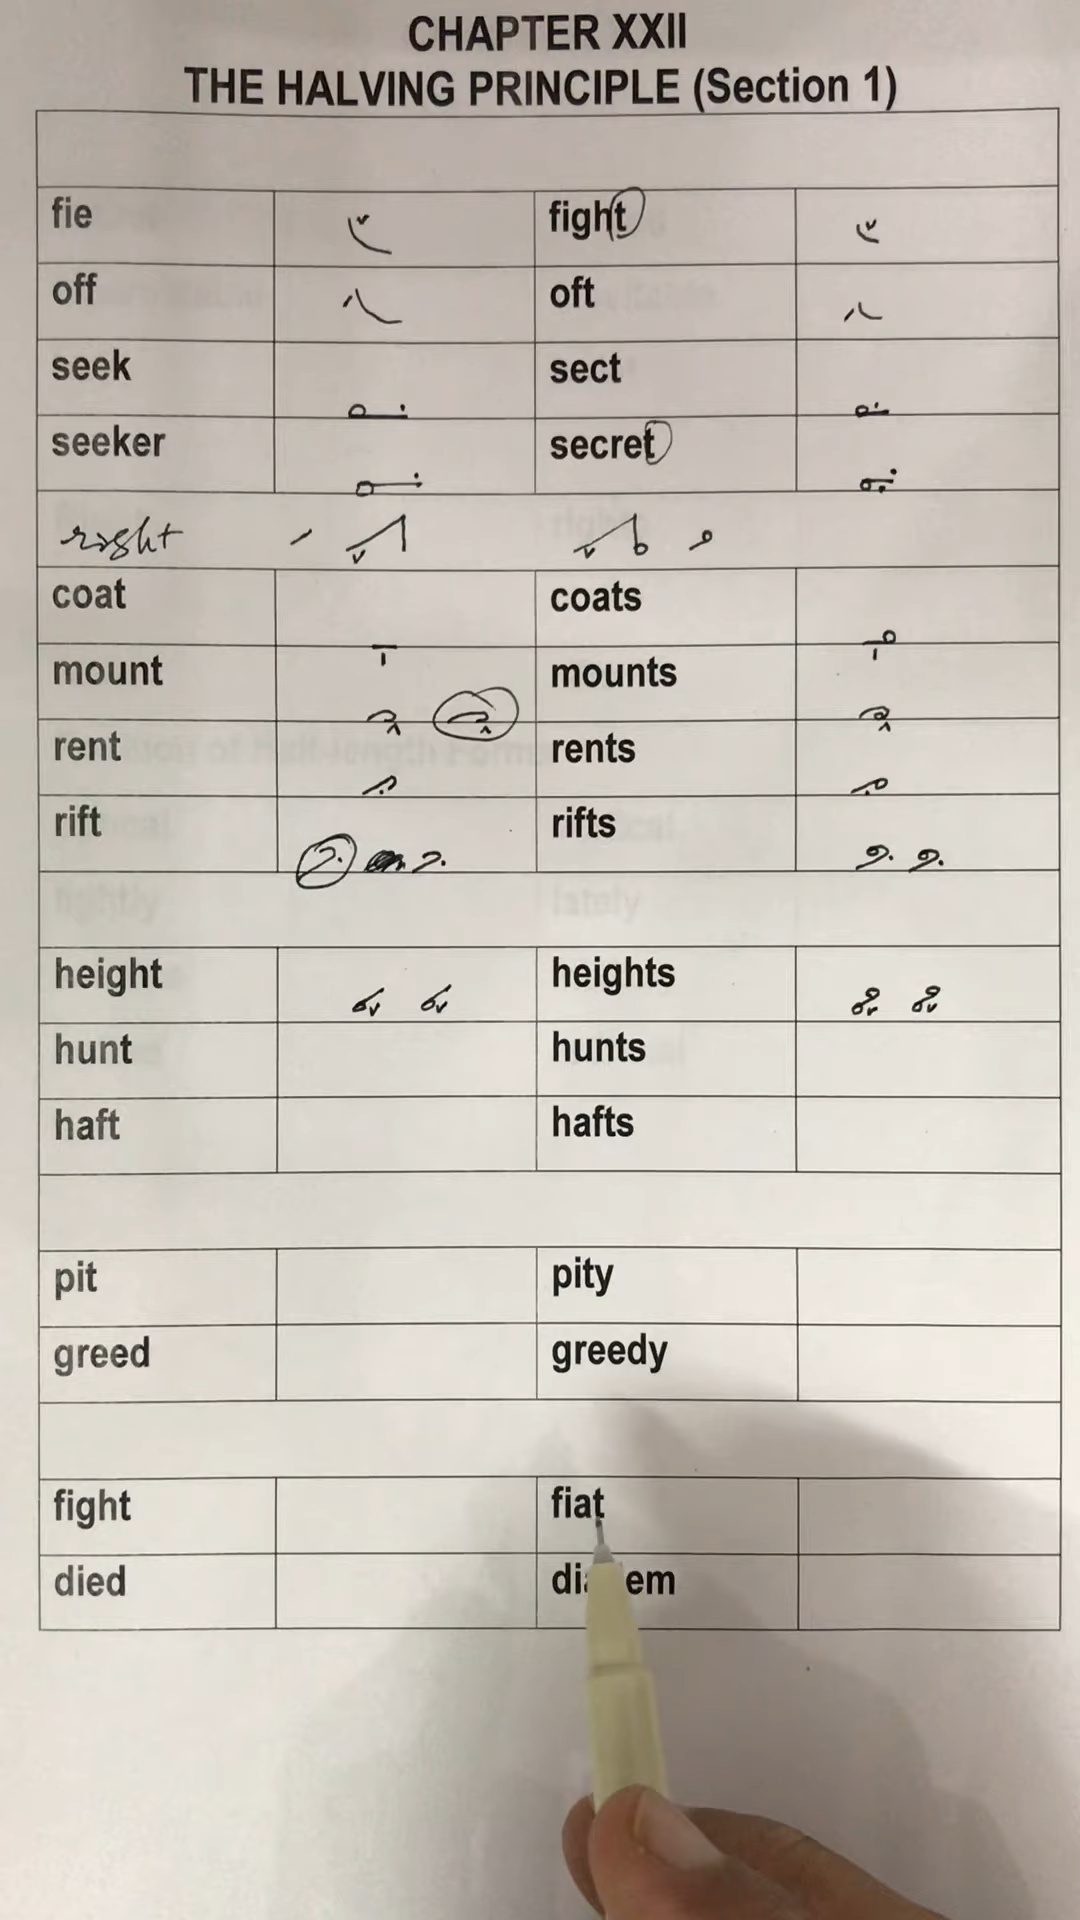 CHAPTER XXII
THE HALVING PRINCIPLE (Section 1)
fie fight
off oft
seek sect
seeker secret
right
coat coats
mount mounts
rent rents
rift rifts
height heights
hunt hunts
haft hafts
pit pity
greed greedy
fight fiat
died